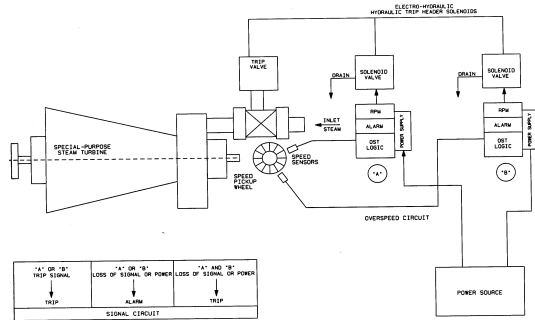 ELECTRO-HYDRAULIC
HYDRAULIC TRIP HEADER SOLENOIDS
TRIP
VALVE
DRAIN
SOLENOID
VALVE
DRAIN
SOLENOID
VALVE
RPM
ALARM
OST
LOGIC
POWER SUPPLY
RPM
ALARM
OST
LOGIC
POWER SUPPLY
INLET
STEAM
SPECIAL-PURPOSE
STEAM TURBINE
SPEED
SENSORS
SPEED
PICKUP
WHEEL
"A"
"B"
OVERSPEED CIRCUIT
POWER SOURCE
"A" OR "B"
TRIP SIGNAL
TRIP
"A" OR "B"
LOSS OF SIGNAL OR POWER
ALARM
"A" AND "B"
LOSS OF SIGNAL OR POWER
TRIP
SIGNAL CIRCUIT